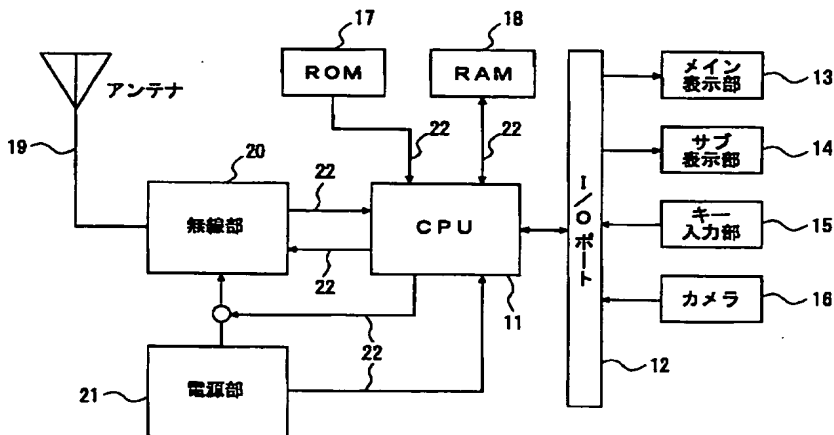 17
18
ROM
RAM
メイン
表示部
13
アンテナ
22
22
サブ
表示部
14
19
20
22
無線部
CPU
I/Oポート
キー
入力部
15
22
11
カメラ
16
22
12
21
電源部
22